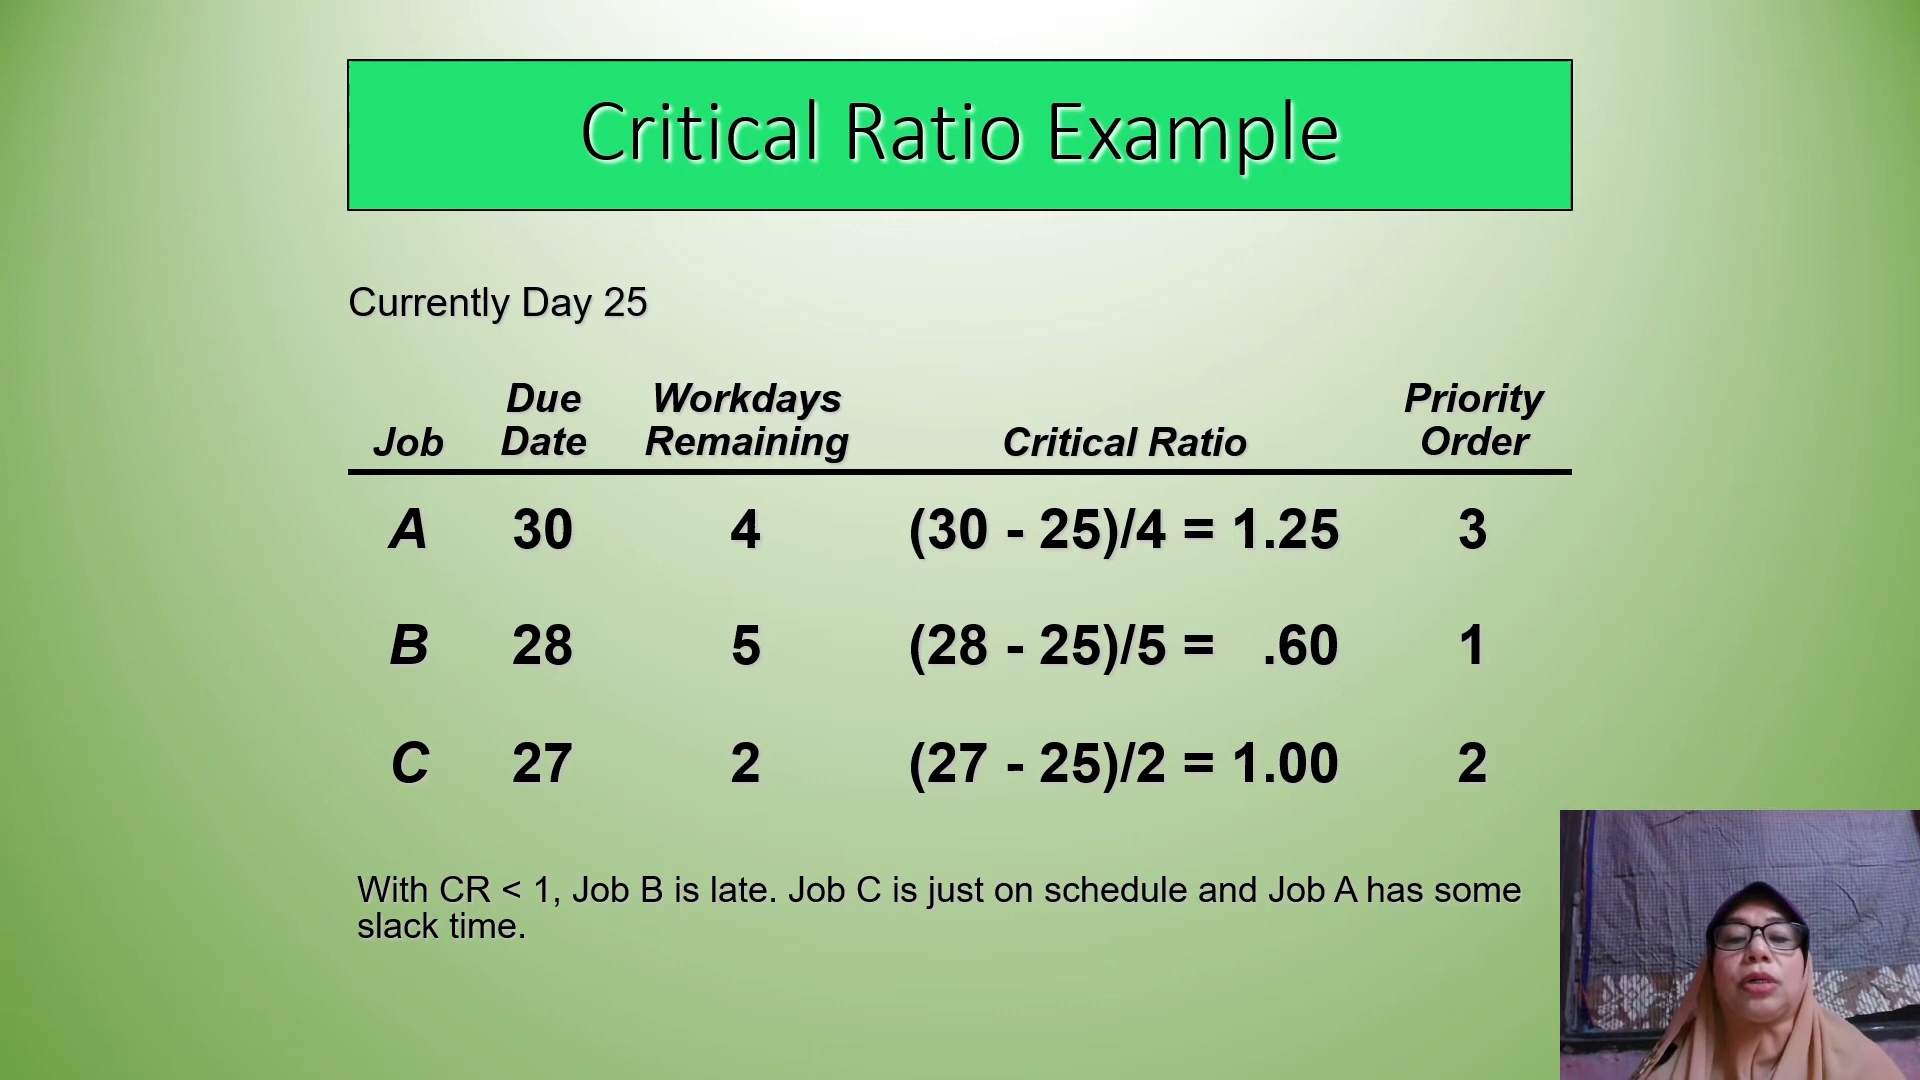 Critical Ratio Example
Currently Day 25
Job Due Date Workdays Remaining Critical Ratio Priority Order
A 30 4 (30 - 25)/4 = 1.25 3
B 28 5 (28 - 25)/5 = .60 1
C 27 2 (27 - 25)/2 = 1.00 2
With CR < 1, Job B is late. Job C is just on schedule and Job A has some
slack time.